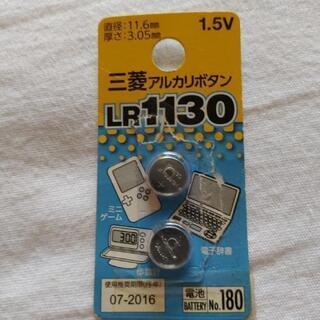 直径:11.6mm
厚さ:3.05mm
1.5V
三菱アルカリボタン
LR1130
ミニ
ゲーム
電子辞書
使用推奨期限(月-年)
07-2016
電池
BATTERY No.180